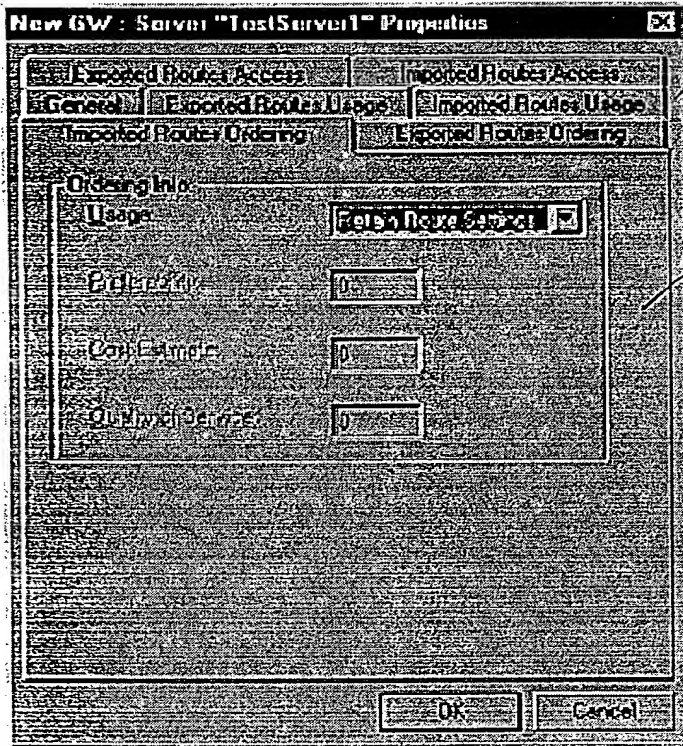 New GW : Server "TestServer1" Properties
Exported Routes Access
Imported Routes Access
General
Exported Routes Usage
Imported Routes Usage
Imported Routes Ordering
Exported Routes Ordering
Ordering Info
Usage
Retain Route Settings
Preferability:
0
Cost Estimate:
0
Quality of Service:
0
OK
Cancel